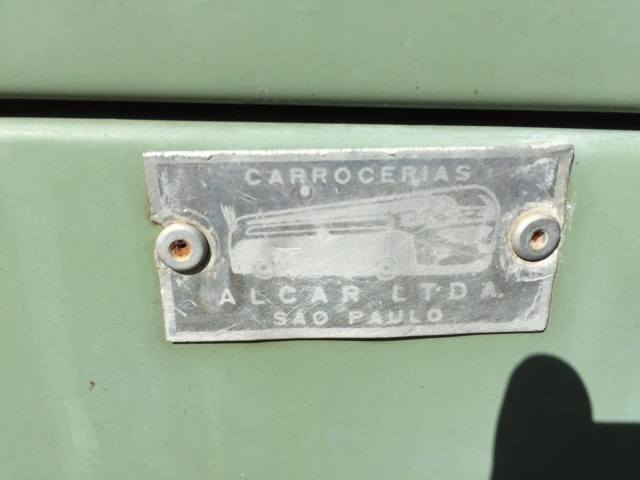 CARROCERIAS
ALCAR LTDA.
SÃO PAULO